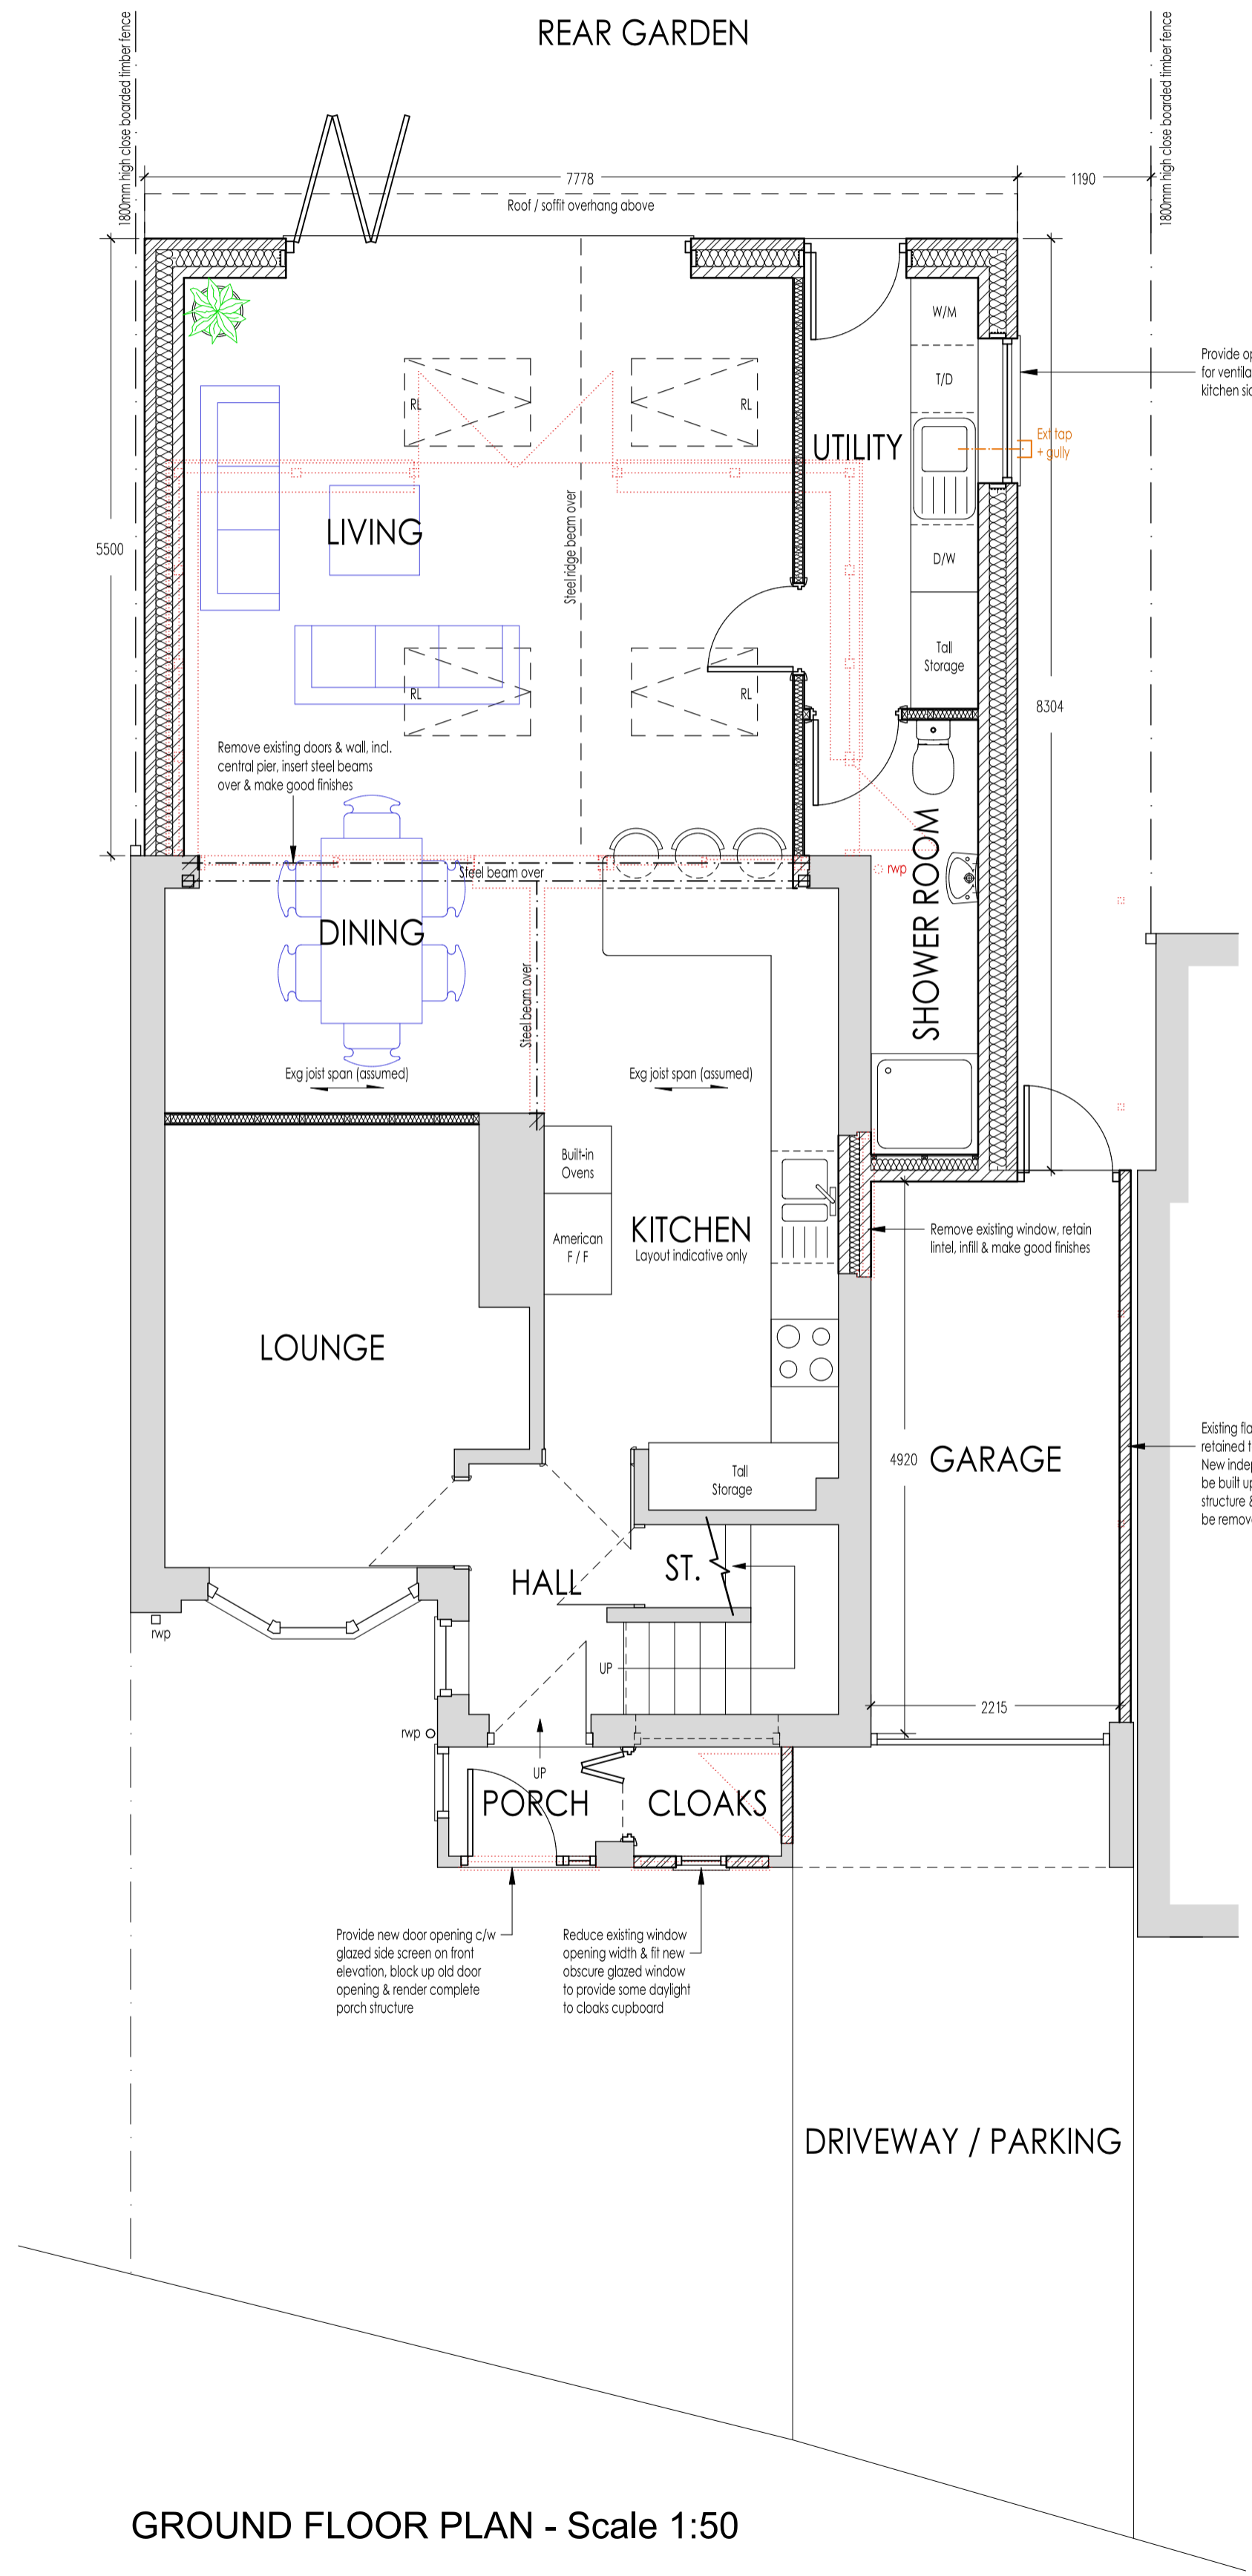 REAR GARDEN
1800mm high close boarded timber fence
1800mm high close boarded timber fence
7778
1190
Roof / soffit overhang above
W/M
T/D
RL
RL
UTILITY
Ext tap
+ gully
Provide
for
kitchen
LIVING
Steel ridge beam over
5500
D/W
Tall
Storage
RL
RL
8304
Remove existing doors & wall, incl.
central pier, insert steel beams
over & make good finishes
Steel beam over
rwp
SHOWER ROOM
DINING
Steel beam over
Exg joist span (assumed)
Exg joist span (assumed)
Built-in
Ovens
American
F / F
KITCHEN
Layout indicative only
Remove existing window, retain
lintel, infill & make good finishes
LOUNGE
GARAGE
4920
Existing
retained
New
be built
structure
be
Tall
Storage
HALL
ST.
rwp
UP
2215
rwp
UP
PORCH
CLOAKS
Provide new door opening c/w
glazed side screen on front
elevation, block up old door
opening & render complete
porch structure
Reduce existing window
opening width & fit new
obscure glazed window
to provide some daylight
to cloaks cupboard
DRIVEWAY / PARKING
GROUND FLOOR PLAN - Scale 1:50